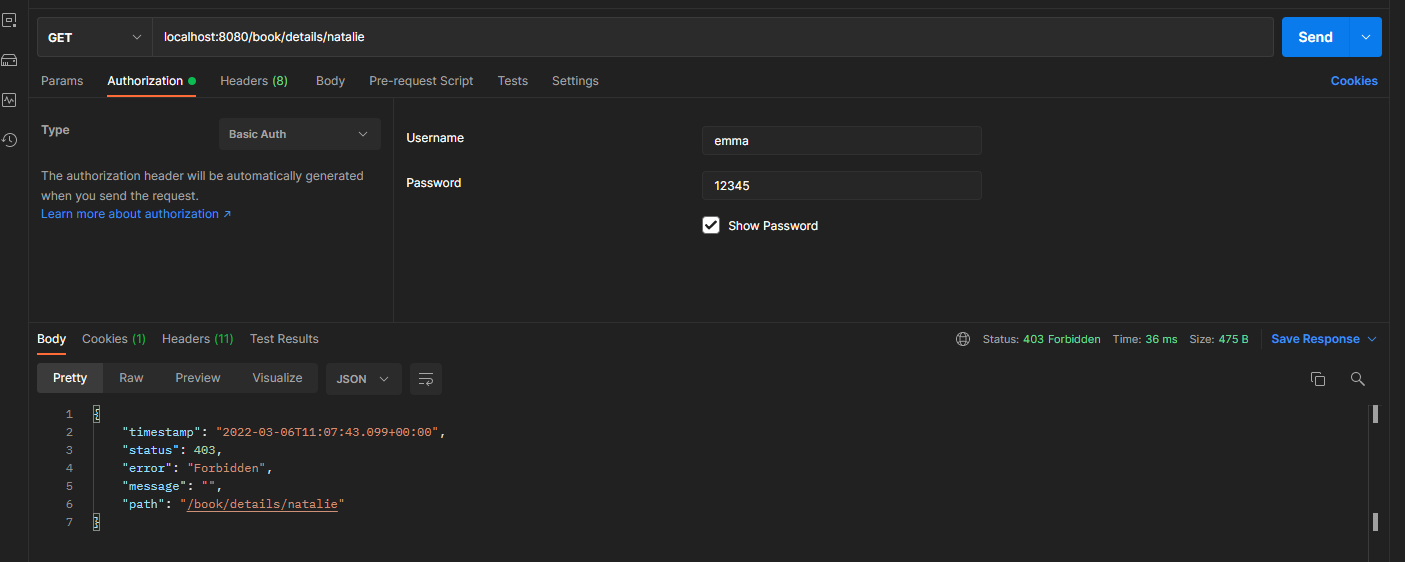 GET localhost:8080/book/details/natalie Send
Params Authorization Headers (8) Body Pre-request Script Tests Settings Cookies
Type Basic Auth
The authorization header will be automatically generated
when you send the request.
Learn more about authorization ↗
Username emma
Password 12345
Show Password
Body Cookies (1) Headers (11) Test Results Status: 403 Forbidden Time: 36 ms Size: 475 B Save Response
Pretty Raw Preview Visualize JSON
1 {
2 "timestamp": "2022-03-06T11:07:43.099+00:00",
3 "status": 403,
4 "error": "Forbidden",
5 "message": "",
6 "path": "/book/details/natalie"
7 }